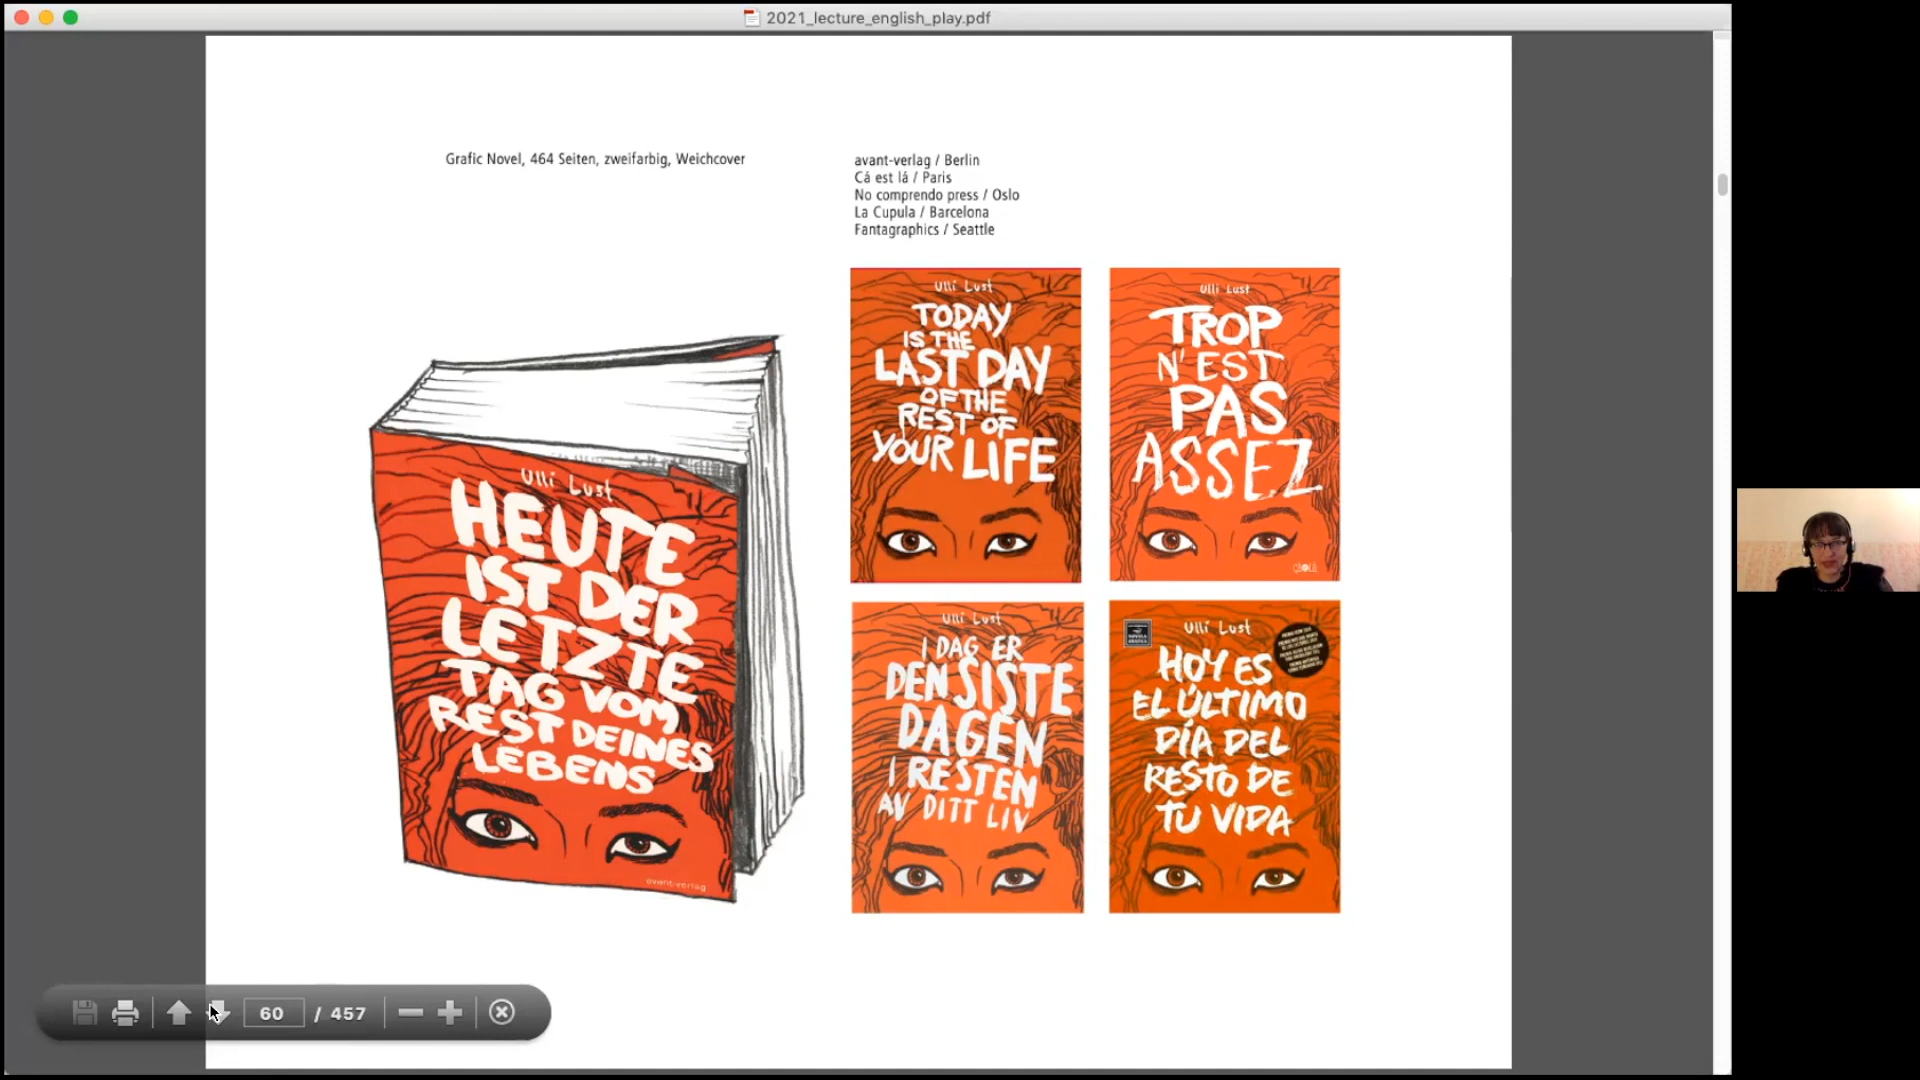 2021_lecture_english_play.pdf
Grafic Novel, 464 Seiten, zweifarbig, Weichcover
avant-verlag / Berlin
Cá est lá / Paris
No comprendo press / Oslo
La Cupula / Barcelona
Fantagraphics / Seattle
Ulli Lust
HEUTE
IST DER
LETZTE
TAG VOM
REST DEINES
LEBENS
avant-verlag
Ulli Lust
TODAY
IS THE
LAST DAY
OF THE
REST OF
YOUR LIFE
Ulli Lust
TROP
N'EST
PAS
ASSEZ
Ulli Lust
I DAG ER
DEN SISTE
DAGEN
I RESTEN
AV DITT LIV
Ulli Lust
HOY ES
EL ÚLTIMO
DÍA DEL
RESTO DE
TU VIDA
60 / 457